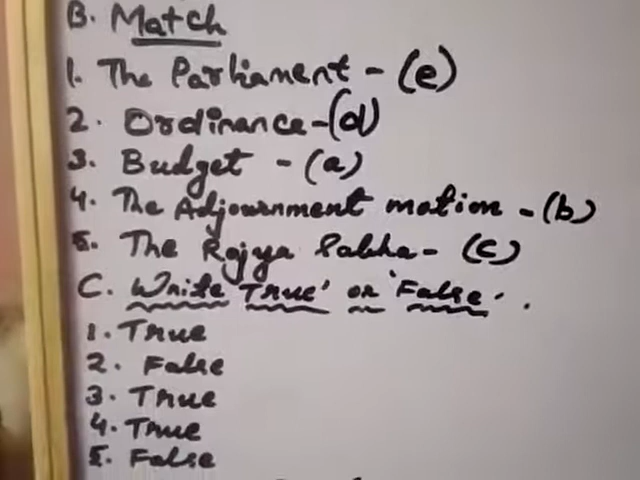 B. Match
1. The Parliament - (e)
2. Ordinance - (d)
3. Budget - (a)
4. The Adjournment motion - (b)
5. The Rajya Sabha - (c)
C. Write 'True' or 'False'.
1. True
2. False
3. True
4. True
5. False